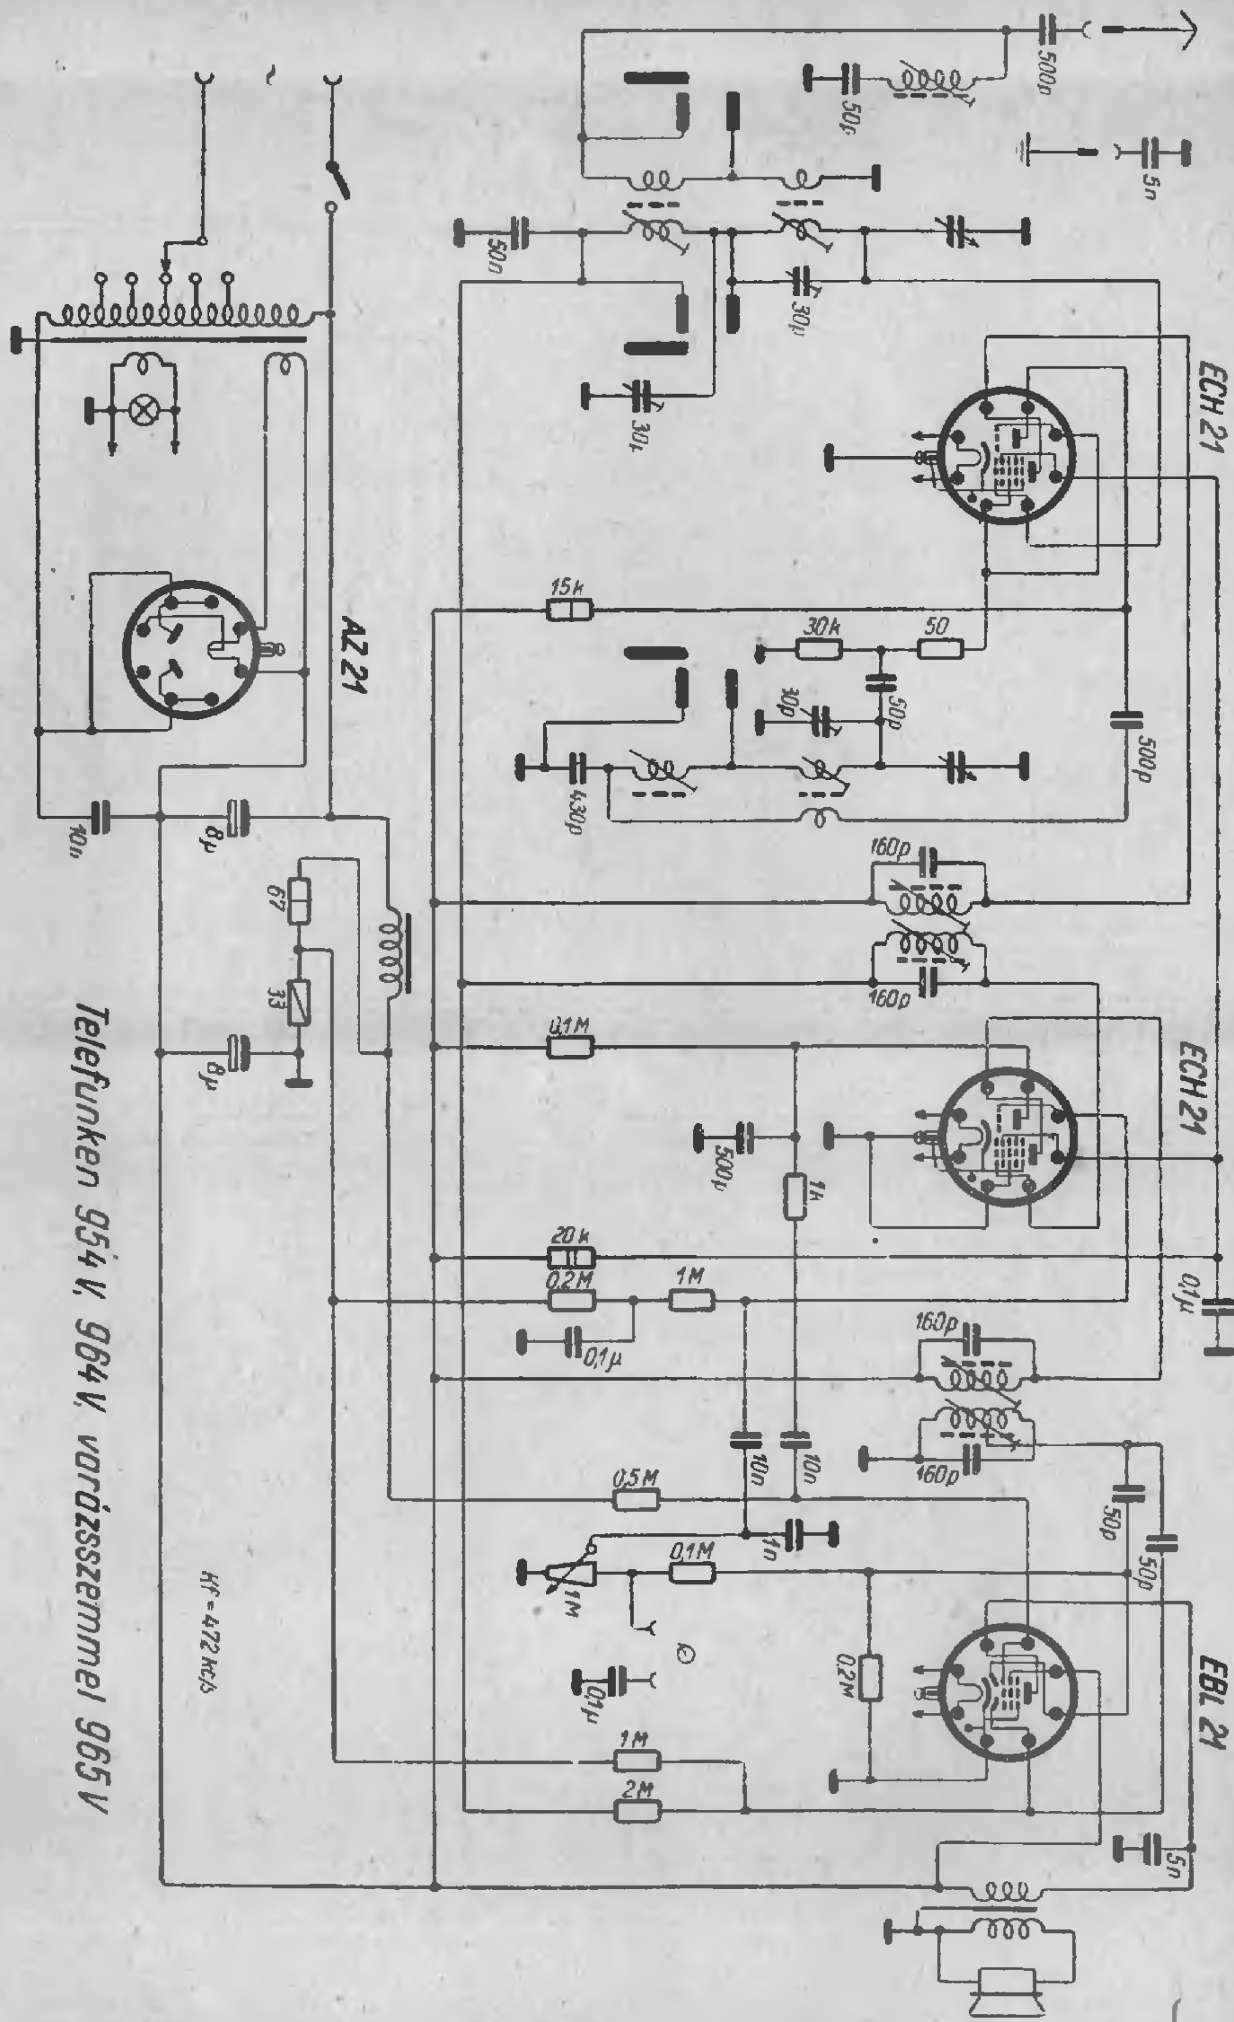 500p
50p
5n
50n
30p
30p
ECH 21
15k
30k
50
50p
30p
500p
430p
AZ 21
10n
8µ
67
33
8µ
160p
160p
ECH 21
0,1M
500p
1k
20k
0,2M
1M
0,1µ
0,1µ
160p
160p
10n
10n
50p
50p
0,5M
1n
0,1M
1M
0,2M
0,1µ
EBL 21
1M
2M
5n
KF = 472 kc/s
Telefunken 954 V, 964 V, varázsszemmel 965 V